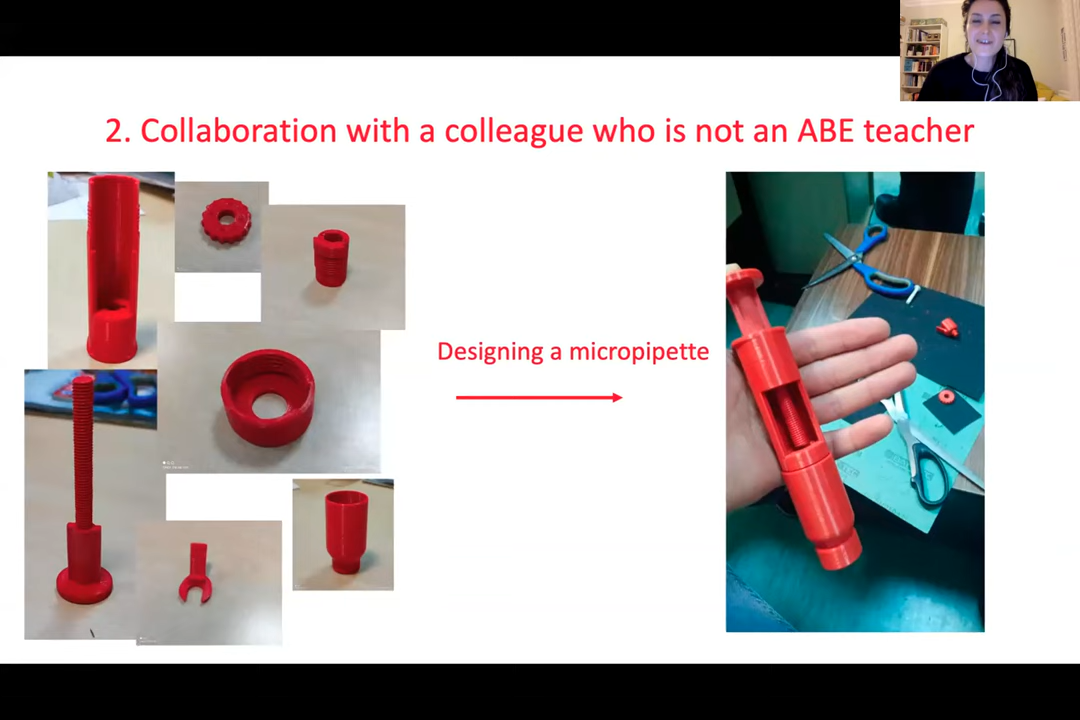 2. Collaboration with a colleague who is not an ABE teacher
Designing a micropipette